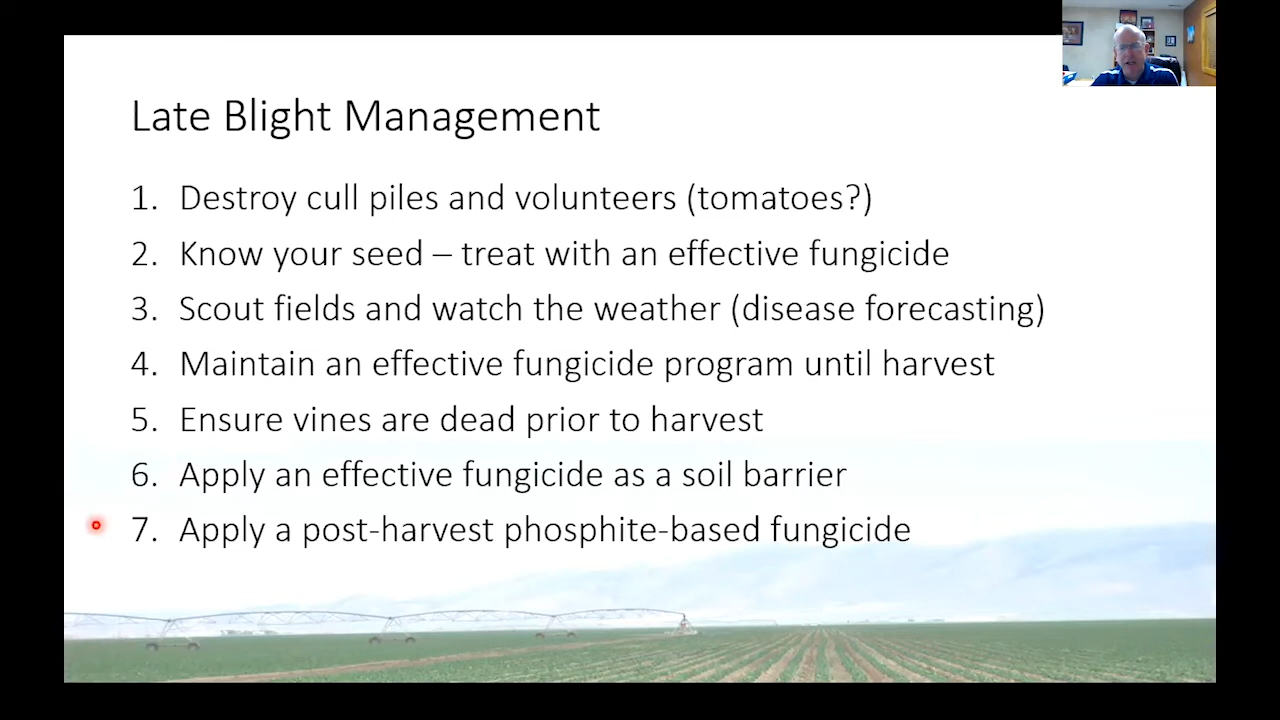 Late Blight Management
1. Destroy cull piles and volunteers (tomatoes?)
2. Know your seed – treat with an effective fungicide
3. Scout fields and watch the weather (disease forecasting)
4. Maintain an effective fungicide program until harvest
5. Ensure vines are dead prior to harvest
6. Apply an effective fungicide as a soil barrier
7. Apply a post-harvest phosphite-based fungicide